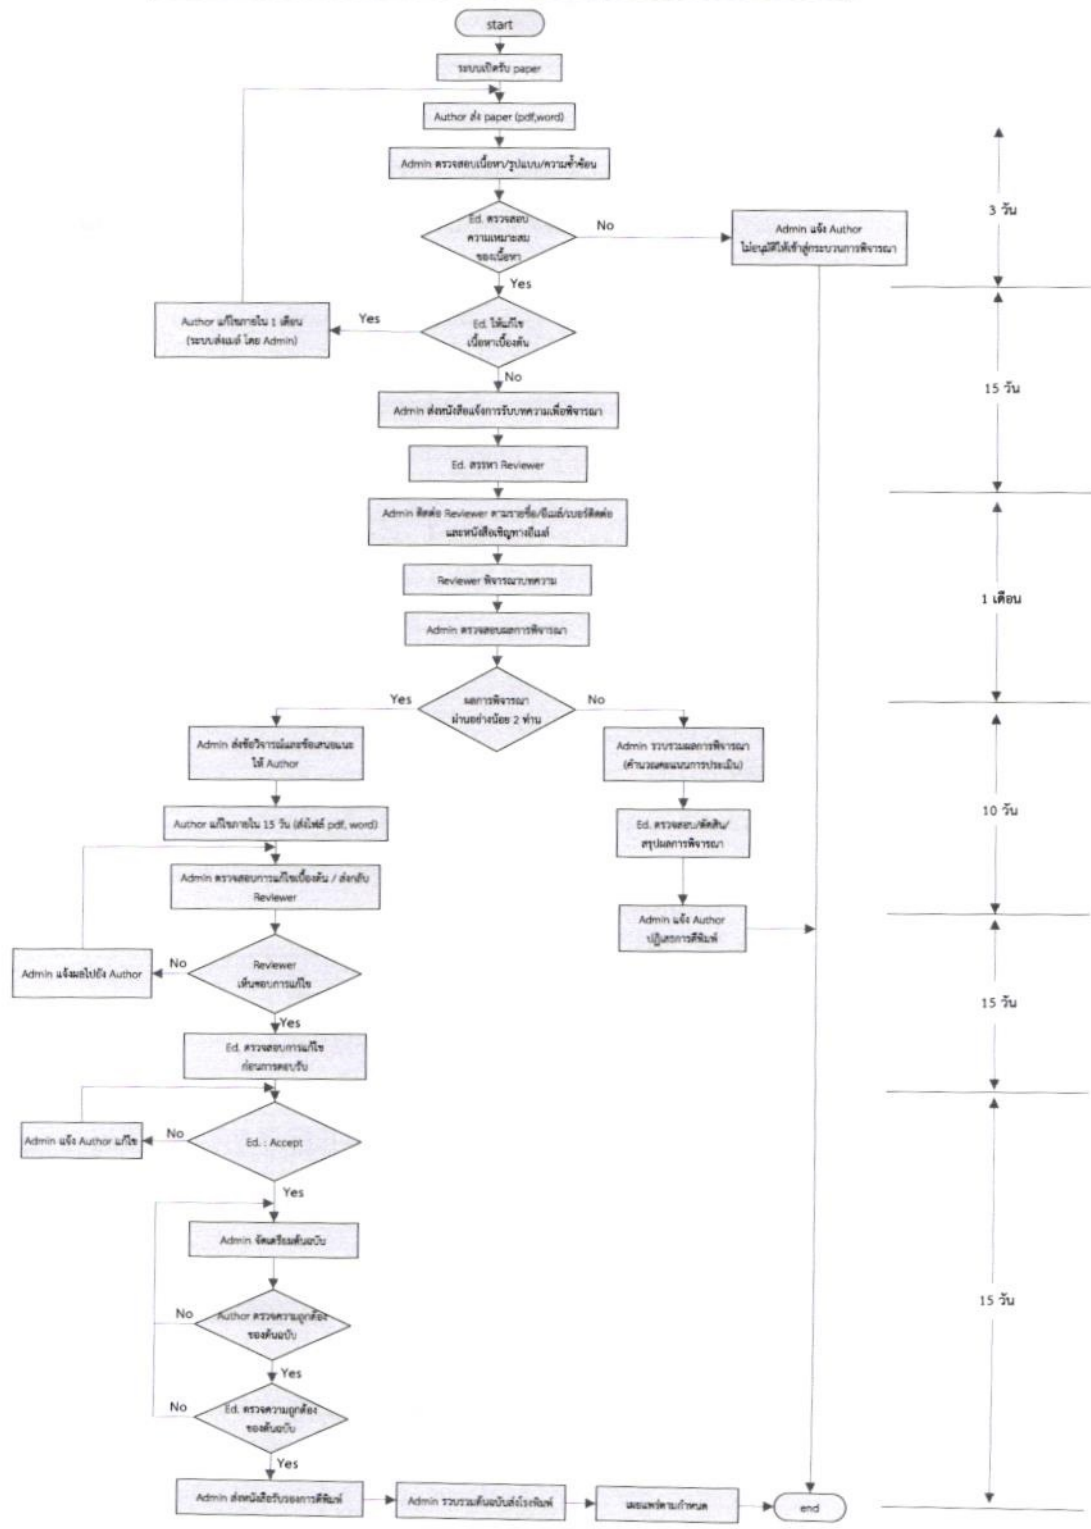 start
ระบบเปิดรับ paper
Author ส่ง paper (pdf,word)
Admin ตรวจสอบเนื้อหา/รูปแบบ/ความซ้ำซ้อน
3 วัน
Ed. ตรวจสอบ
ความเหมาะสม
ของเนื้อหา
No
Admin แจ้ง Author
ไม่อนุมัติให้เข้าสู่กระบวนการพิจารณา
Yes
Ed. ให้แก้ไข
เนื้อหาเบื้องต้น
Yes
Author แก้ไขภายใน 1 เดือน
(ระบบส่งเมล์ โดย Admin)
No
15 วัน
Admin ส่งหนังสือแจ้งการรับบทความเพื่อพิจารณา
Ed. สรรหา Reviewer
Admin ติดต่อ Reviewer ตามรายชื่อ/อีเมล์/เบอร์ติดต่อ
และหนังสือเชิญทางอีเมล์
Reviewer พิจารณาบทความ
1 เดือน
Admin ตรวจสอบผลการพิจารณา
ผลการพิจารณา
ผ่านอย่างน้อย 2 ท่าน
Yes
No
Admin ส่งข้อวิจารณ์และข้อเสนอแนะ
ให้ Author
Admin รวบรวมผลการพิจารณา
(คำนวณคะแนนการประเมิน)
Author แก้ไขภายใน 15 วัน (ส่งไฟล์ pdf, word)
Ed. ตรวจสอบ/ตัดสิน/
สรุปผลการพิจารณา
10 วัน
Admin ตรวจสอบการแก้ไขเบื้องต้น / ส่งกลับ
Reviewer
Admin แจ้ง Author
ปฏิเสธการตีพิมพ์
Reviewer
เห็นชอบการแก้ไข
No
Admin แจ้งผลไปยัง Author
Yes
15 วัน
Ed. ตรวจสอบการแก้ไข
ก่อนการตอบรับ
Ed. : Accept
No
Admin แจ้ง Author แก้ไข
Yes
Admin จัดเตรียมต้นฉบับ
Author ตรวจความถูกต้อง
ของต้นฉบับ
No
Yes
15 วัน
Ed. ตรวจความถูกต้อง
ของต้นฉบับ
No
Yes
Admin ส่งหนังสือรับรองการตีพิมพ์
Admin รวบรวมต้นฉบับส่งโรงพิมพ์
เผยแพร่ตามกำหนด
end